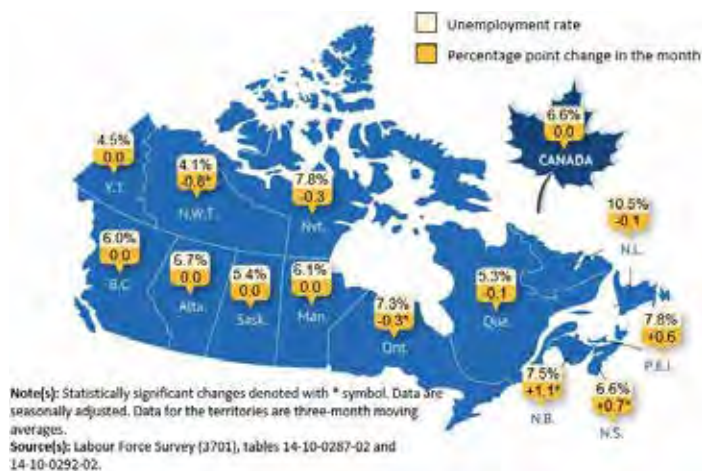 Unemployment rate
Percentage point change in the month
6.6%
0.0
CANADA
4.5%
0.0
Y.T.
4.1%
-0.8*
N.W.T.
7.8%
-0.3
Nvt.
10.5%
-0.1
N.L.
6.0%
0.0
B.C.
6.7%
0.0
Alta.
5.4%
0.0
Sask.
6.1%
0.0
Man.
7.3%
-0.3*
Ont.
5.3%
-0.1
Que.
7.8%
+0.6
P.E.I.
7.5%
+1.1*
N.B.
6.6%
+0.7*
N.S.
Note(s): Statistically significant changes denoted with * symbol. Data are
seasonally adjusted. Data for the territories are three-month moving
averages.
Source(s): Labour Force Survey (3701), tables 14-10-0287-02 and
14-10-0292-02.